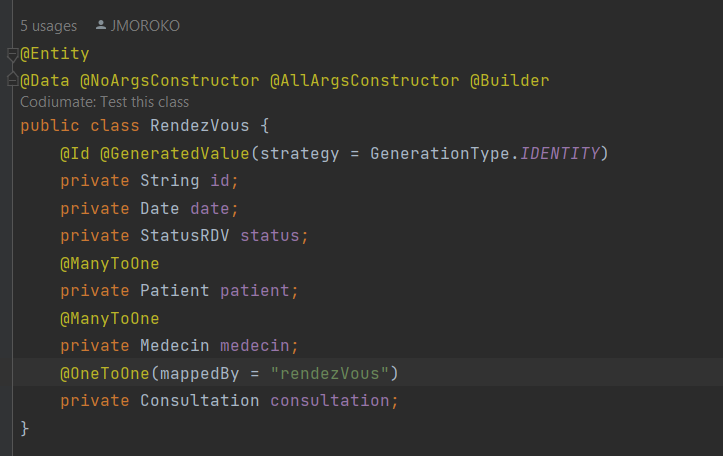 5 usages JMOROKO
@Entity
@Data @NoArgsConstructor @AllArgsConstructor @Builder
Codiumate: Test this class
public class RendezVous {
    @Id @GeneratedValue(strategy = GenerationType.IDENTITY)
    private String id;
    private Date date;
    private StatusRDV status;
    @ManyToOne
    private Patient patient;
    @ManyToOne
    private Medecin medecin;
    @OneToOne(mappedBy = "rendezVous")
    private Consultation consultation;
}